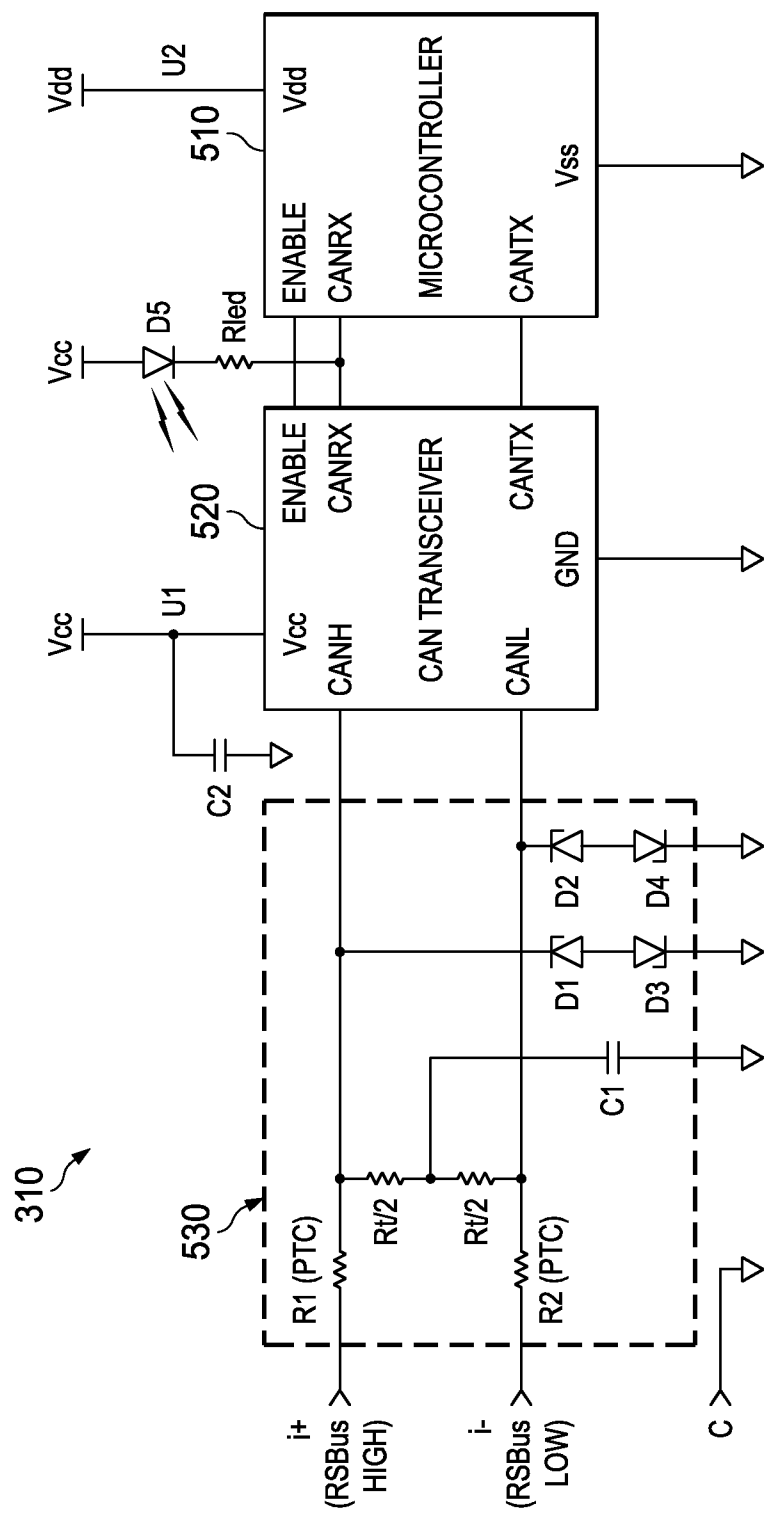 310
530
R1 (PTC)
Rt/2
Rt/2
R2 (PTC)
i+
(RSBus
HIGH)
i-
(RSBus
LOW)
C
C1
D1
D3
D2
D4
C2
Vcc
U1
520
Vcc
CANH
CAN TRANSCEIVER
CANL
ENABLE
CANRX
CANTX
GND
Vcc
D5
Rled
Vdd
U2
510
Vdd
ENABLE
CANRX
MICROCONTROLLER
CANTX
Vss